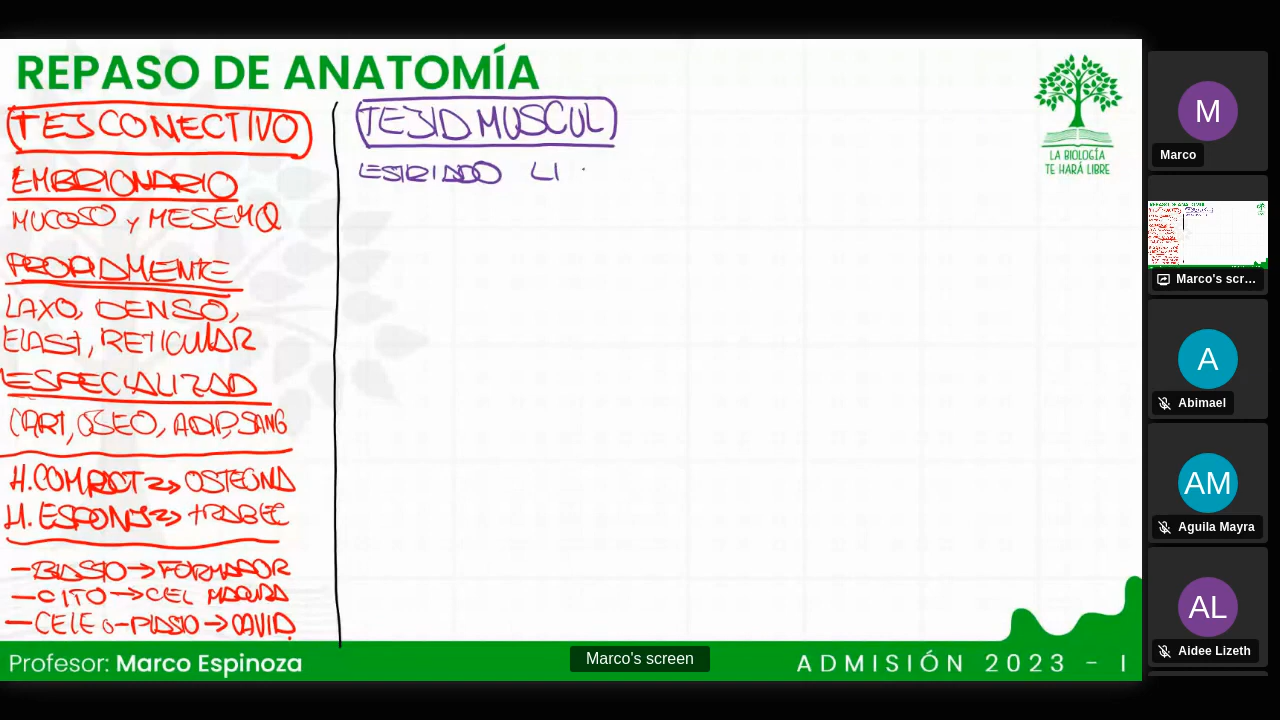 REPASO DE ANATOMÍA
TEJ CONECTIVO
EMBRIONARIO
MUCOSO y MESENQ
PROPIAMENTE
LAXO, DENSO,
ELAST, RETICULAR
ESPECIALIZAD
CART, OSEO, ADIP, SANG
H. COMPACT → OSTEONA
H. ESPONJ → TRABEC
- BLASTO → FORMADOR
- CITO → CEL MADURA
- CELE o - PLASTO → CAVID
TEJID MUSCUL
ESTRIADO LI
LA BIOLOGÍA
TE HARÁ LIBRE
Profesor: Marco Espinoza
Marco's screen
ADMISIÓN 2023 - I
M
Marco
Marco's scr...
A
Abimael
AM
Aguila Mayra
AL
Aidee Lizeth